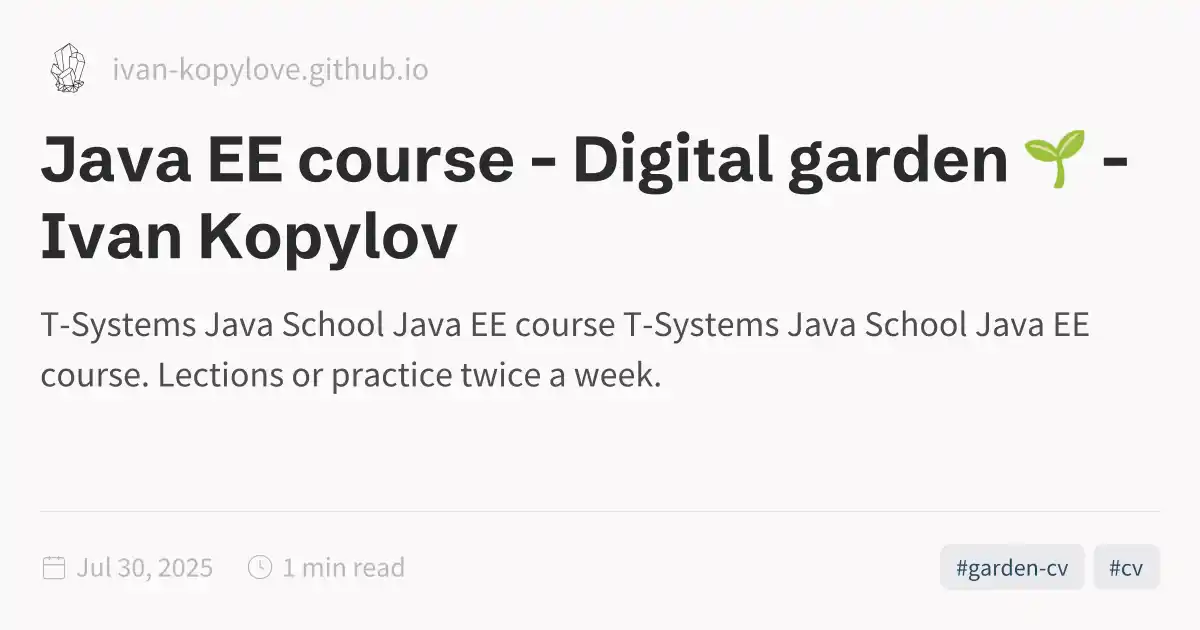 ivan-kopylove.github.io
Java EE course - Digital garden 🌱 -
Ivan Kopylov
T-Systems Java School Java EE course T-Systems Java School Java EE
course. Lections or practice twice a week.
Jul 30, 2025 1 min read #garden-cv #cv